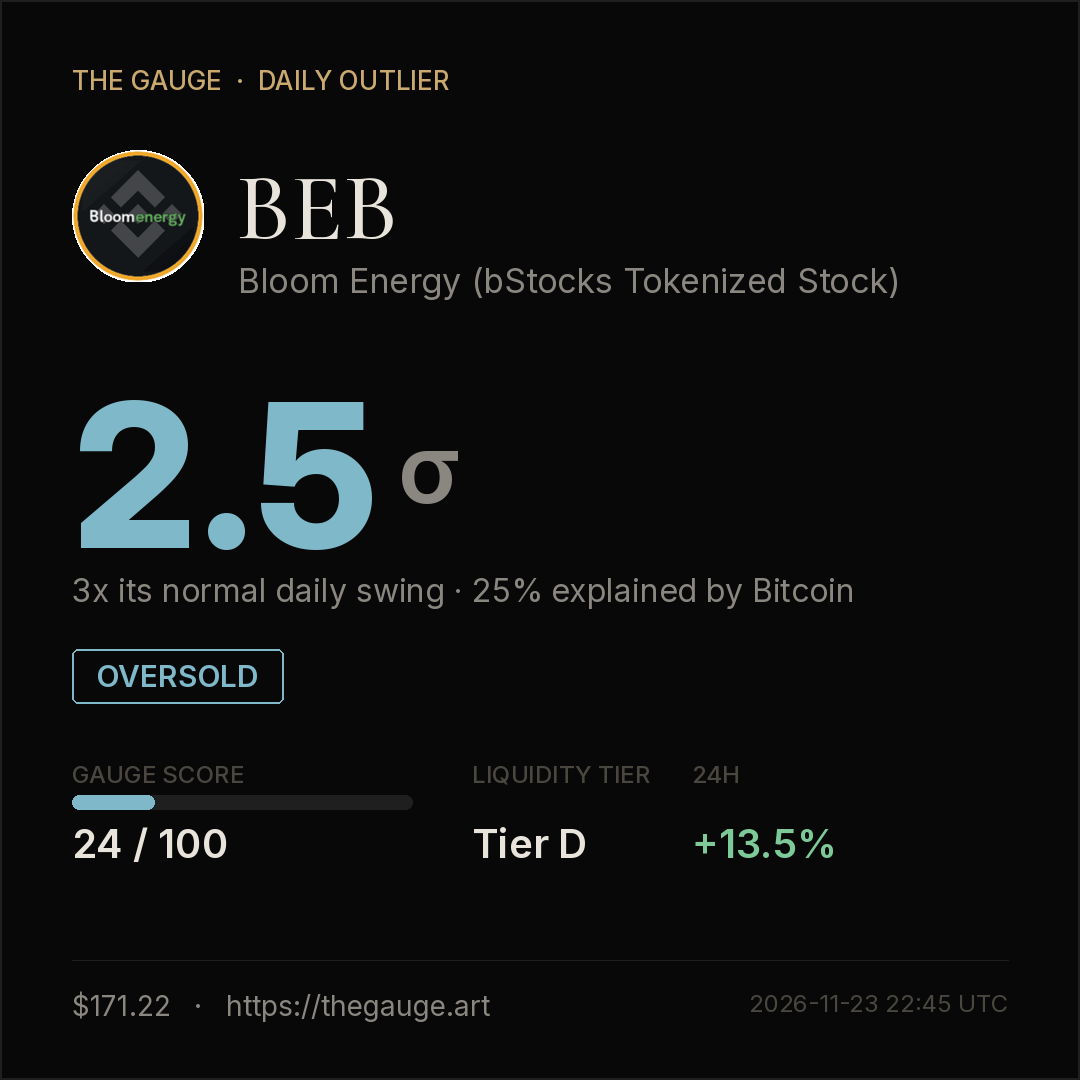 THE GAUGE · DAILY OUTLIER
Bloomenergy
BEB
Bloom Energy (bStocks Tokenized Stock)
2.5 σ
3x its normal daily swing · 25% explained by Bitcoin
OVERSOLD
GAUGE SCORE LIQUIDITY TIER 24H
24 / 100 Tier D +13.5%
$171.22 · https://thegauge.art 2026-11-23 22:45 UTC